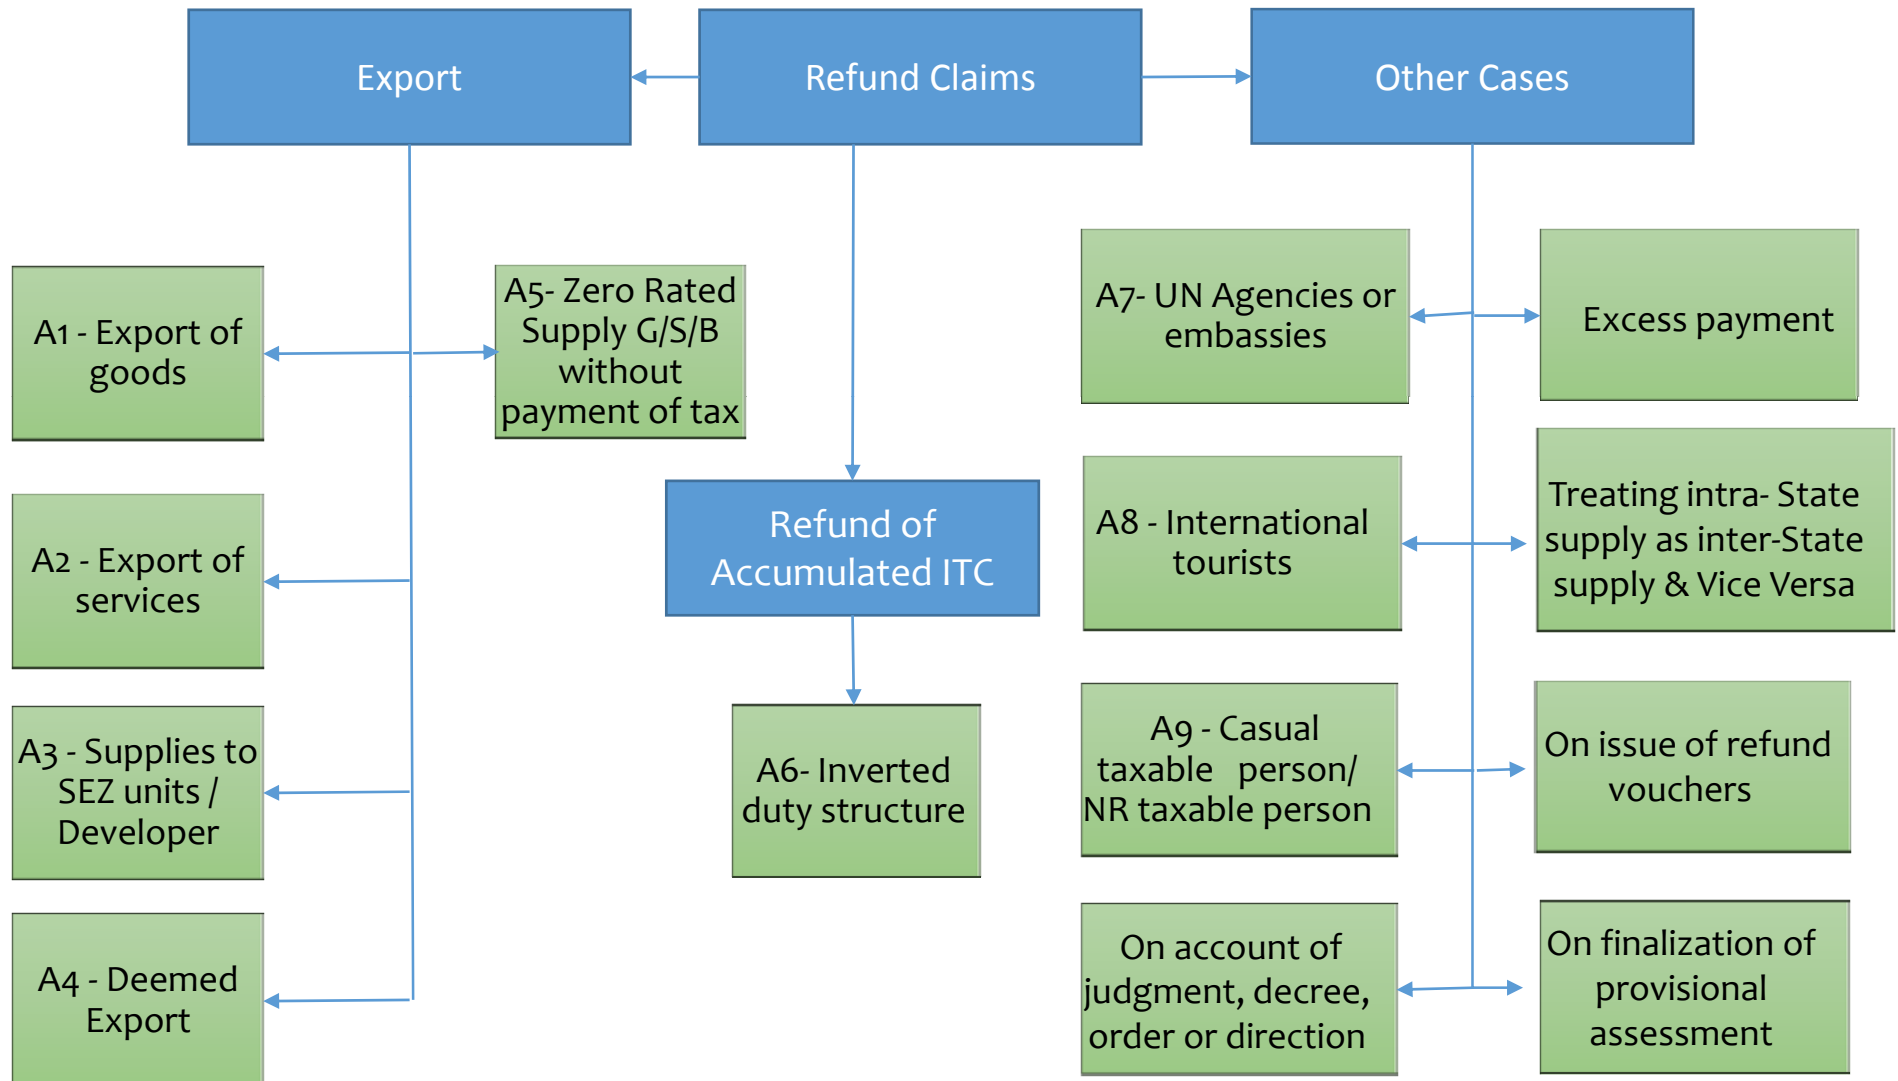 Export
Refund Claims
Other Cases
A1 - Export of
goods
A5- Zero Rated
Supply G/S/B
without
payment of tax
A2 - Export of
services
A3 - Supplies to
SEZ units /
Developer
A4 - Deemed
Export
Refund of
Accumulated ITC
A6- Inverted
duty structure
A7- UN Agencies or
embassies
Excess payment
A8 - International
tourists
Treating intra- State
supply as inter-State
supply & Vice Versa
A9 - Casual
taxable person/
NR taxable person
On issue of refund
vouchers
On account of
judgment, decree,
order or direction
On finalization of
provisional
assessment